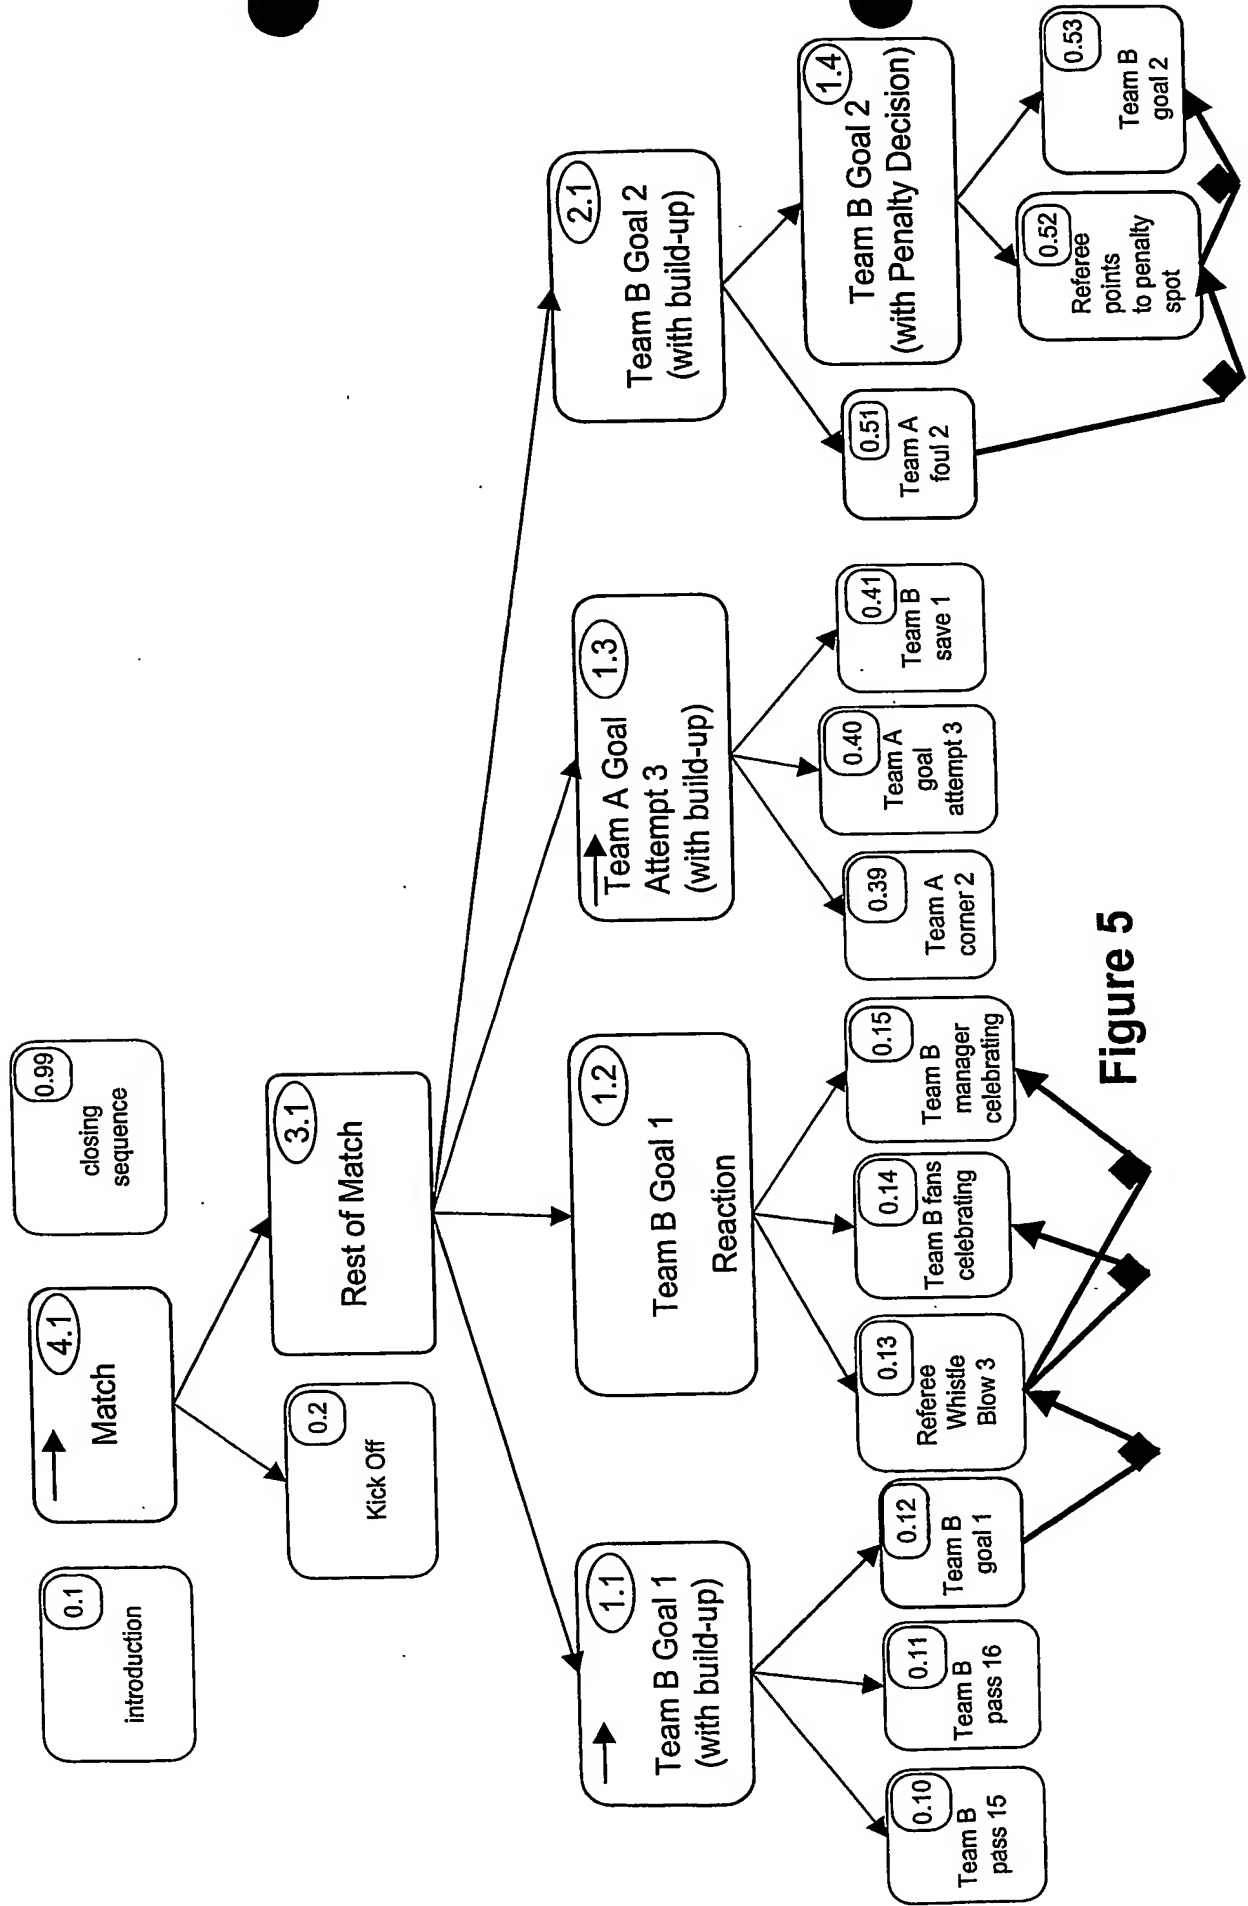 introduction
0.1
4.1
Match
closing
sequence
0.99
Kick Off
0.2
3.1
Rest of Match
1.1
Team B Goal 1
(with build-up)
1.2
Team B Goal 1
Reaction
1.3
Team A Goal
Attempt 3
(with build-up)
2.1
Team B Goal 2
(with build-up)
0.10
Team B
pass 15
0.11
Team B
pass 16
0.12
Team B
goal 1
0.13
Referee
Whistle
Blow 3
0.14
Team B fans
celebrating
0.15
Team B
manager
celebrating
0.39
Team A
corner 2
0.40
Team A
goal
attempt 3
0.41
Team B
save 1
0.51
Team A
foul 2
1.4
Team B Goal 2
(with Penalty Decision)
0.52
Referee
points
to penalty
spot
0.53
Team B
goal 2
Figure 5